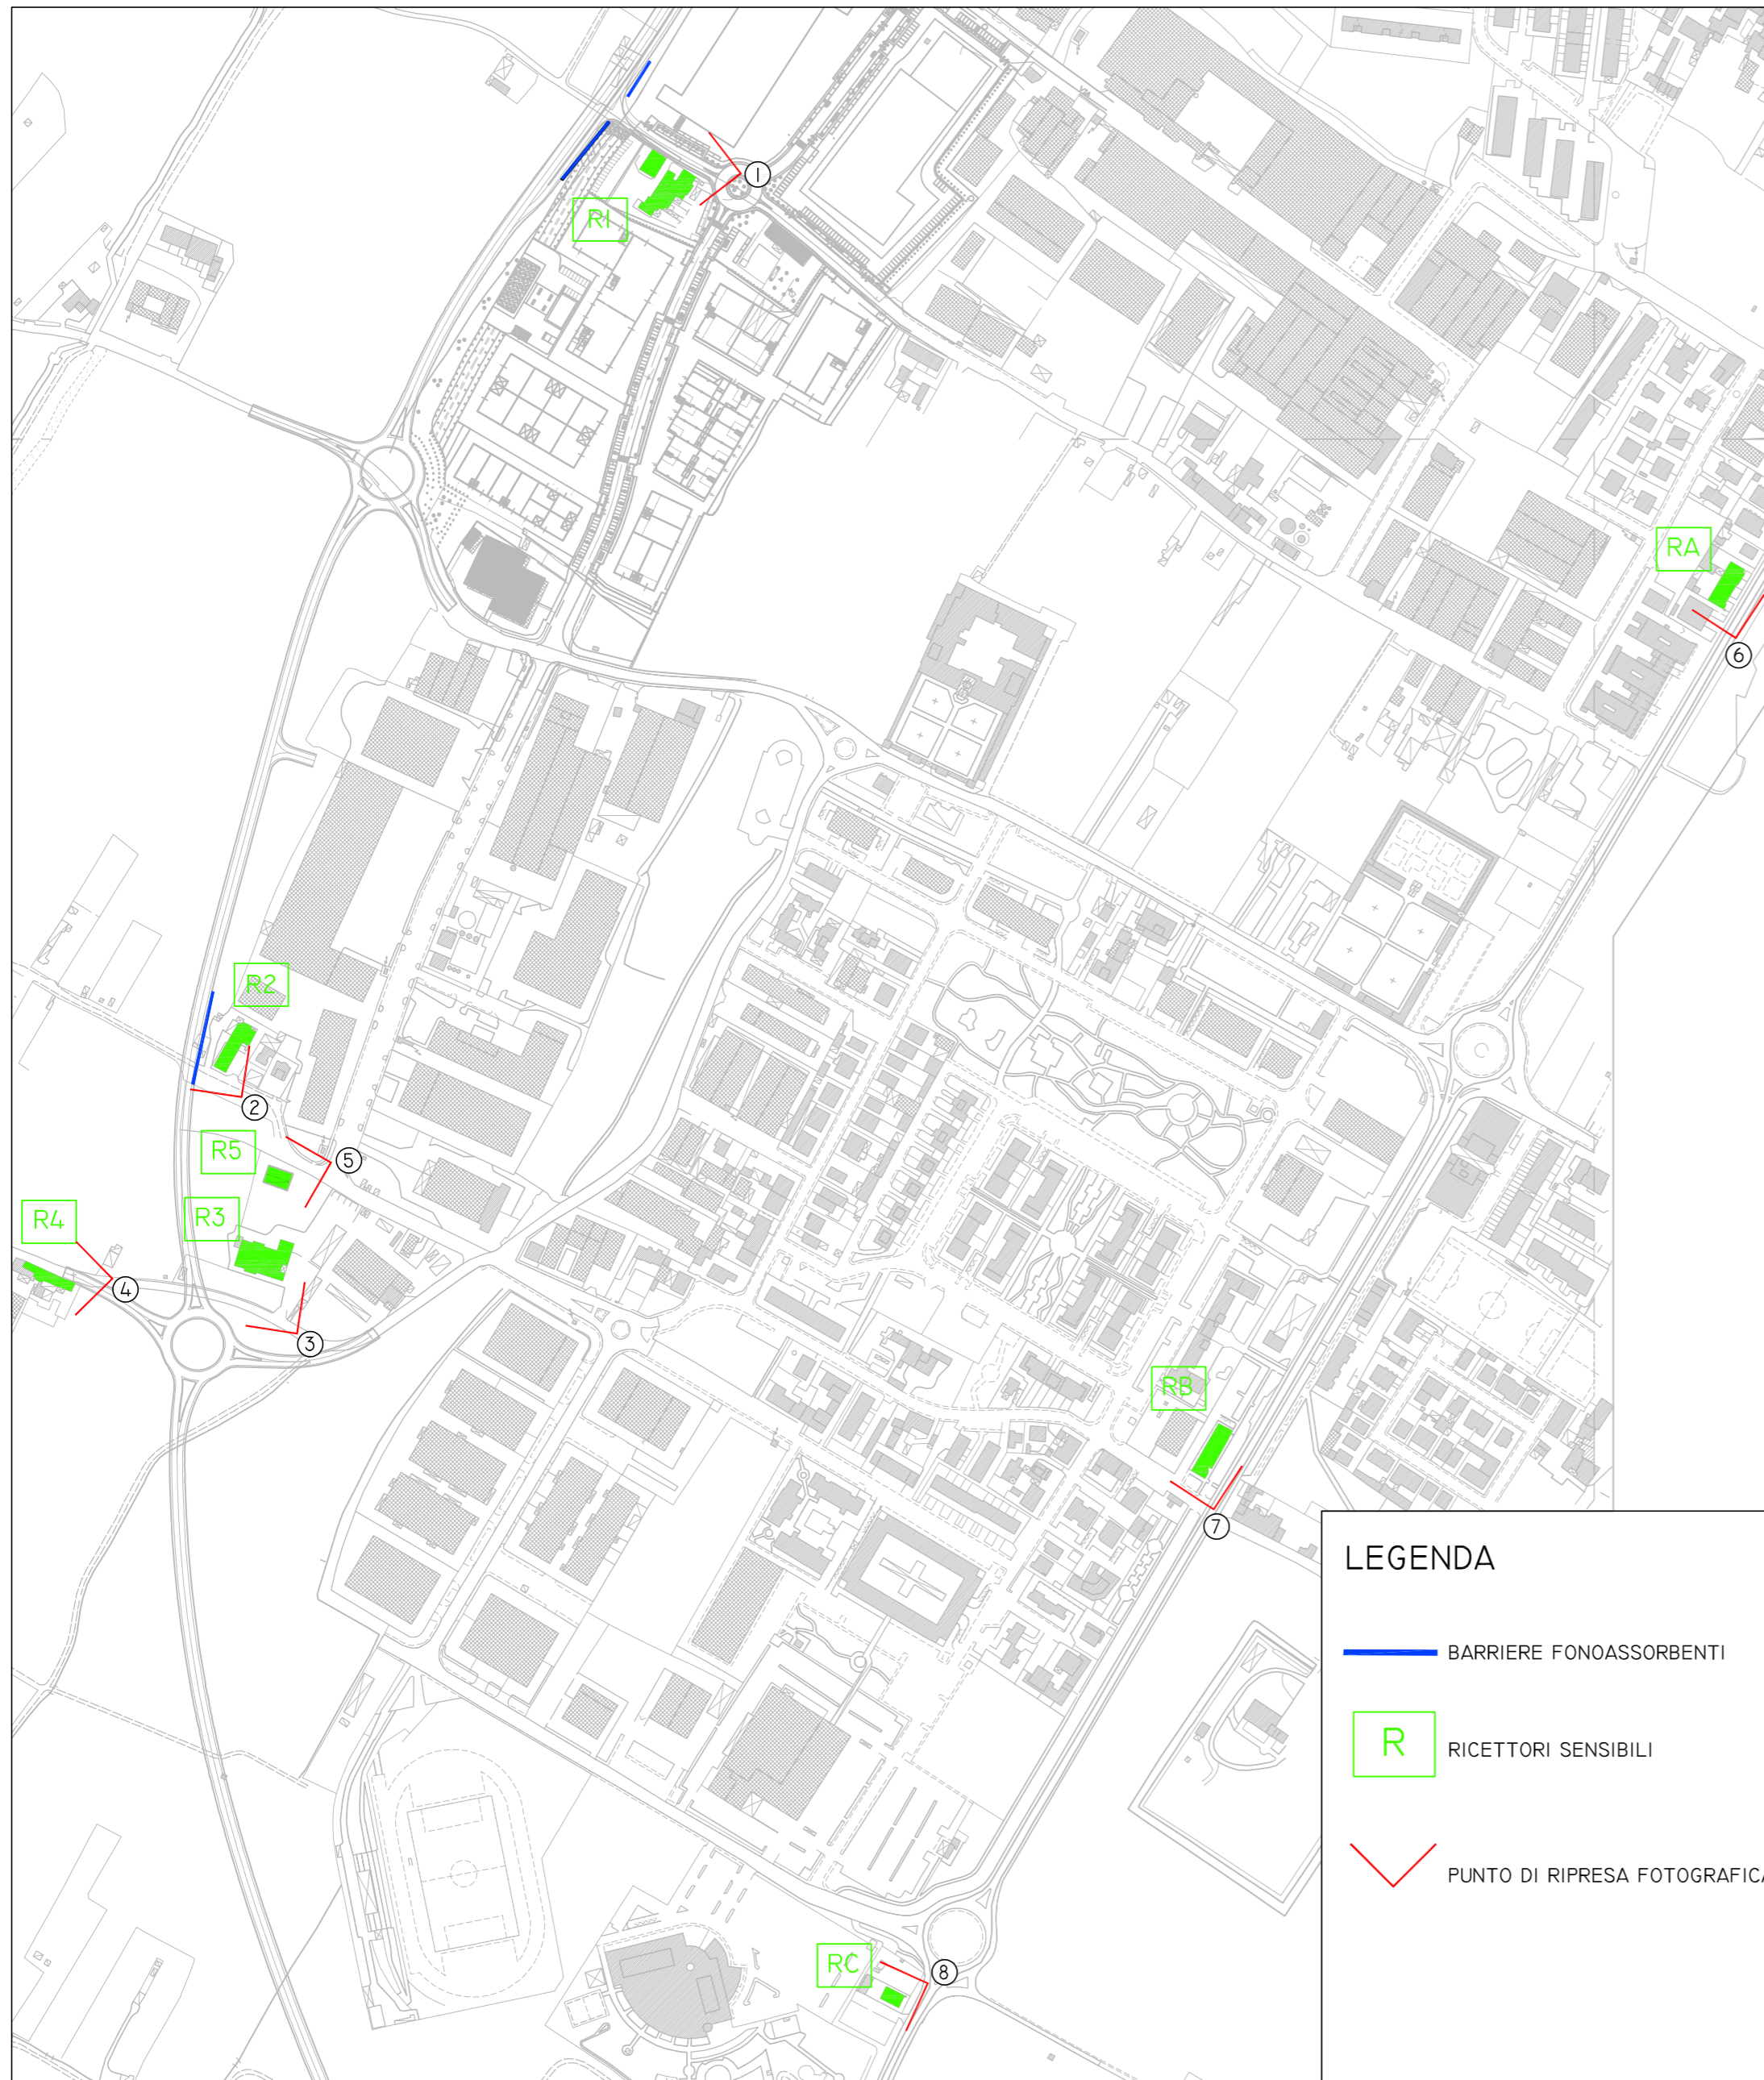 1
R1
RA
6
R2
2
R5
5
R3
R4
4
3
RB
7
LEGENDA
BARRIERE FONOASSORBENTI
R RICETTORI SENSIBILI
PUNTO DI RIPRESA FOTOGRAFICA
RC
8